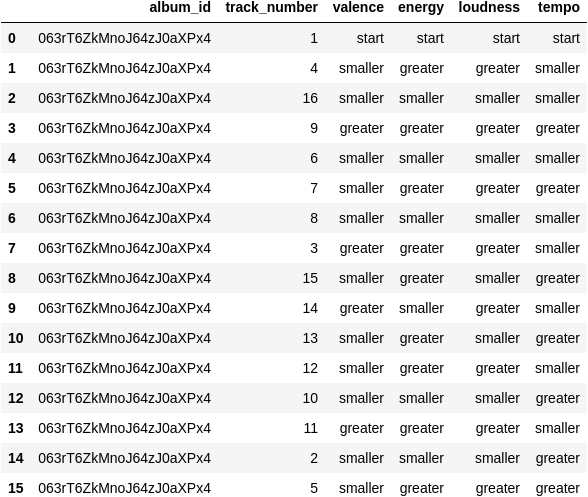 album_id track_number valence energy loudness tempo
0 063rT6ZkMnoJ64zJ0aXPx4 1 start start start start
1 063rT6ZkMnoJ64zJ0aXPx4 4 smaller greater greater smaller
2 063rT6ZkMnoJ64zJ0aXPx4 16 smaller smaller smaller smaller
3 063rT6ZkMnoJ64zJ0aXPx4 9 greater greater greater greater
4 063rT6ZkMnoJ64zJ0aXPx4 6 smaller smaller smaller smaller
5 063rT6ZkMnoJ64zJ0aXPx4 7 smaller greater greater greater
6 063rT6ZkMnoJ64zJ0aXPx4 8 smaller smaller smaller smaller
7 063rT6ZkMnoJ64zJ0aXPx4 3 greater greater greater smaller
8 063rT6ZkMnoJ64zJ0aXPx4 15 smaller greater smaller greater
9 063rT6ZkMnoJ64zJ0aXPx4 14 greater smaller greater smaller
10 063rT6ZkMnoJ64zJ0aXPx4 13 smaller greater smaller greater
11 063rT6ZkMnoJ64zJ0aXPx4 12 smaller greater greater smaller
12 063rT6ZkMnoJ64zJ0aXPx4 10 smaller smaller smaller greater
13 063rT6ZkMnoJ64zJ0aXPx4 11 greater greater greater smaller
14 063rT6ZkMnoJ64zJ0aXPx4 2 smaller smaller smaller greater
15 063rT6ZkMnoJ64zJ0aXPx4 5 smaller greater greater greater